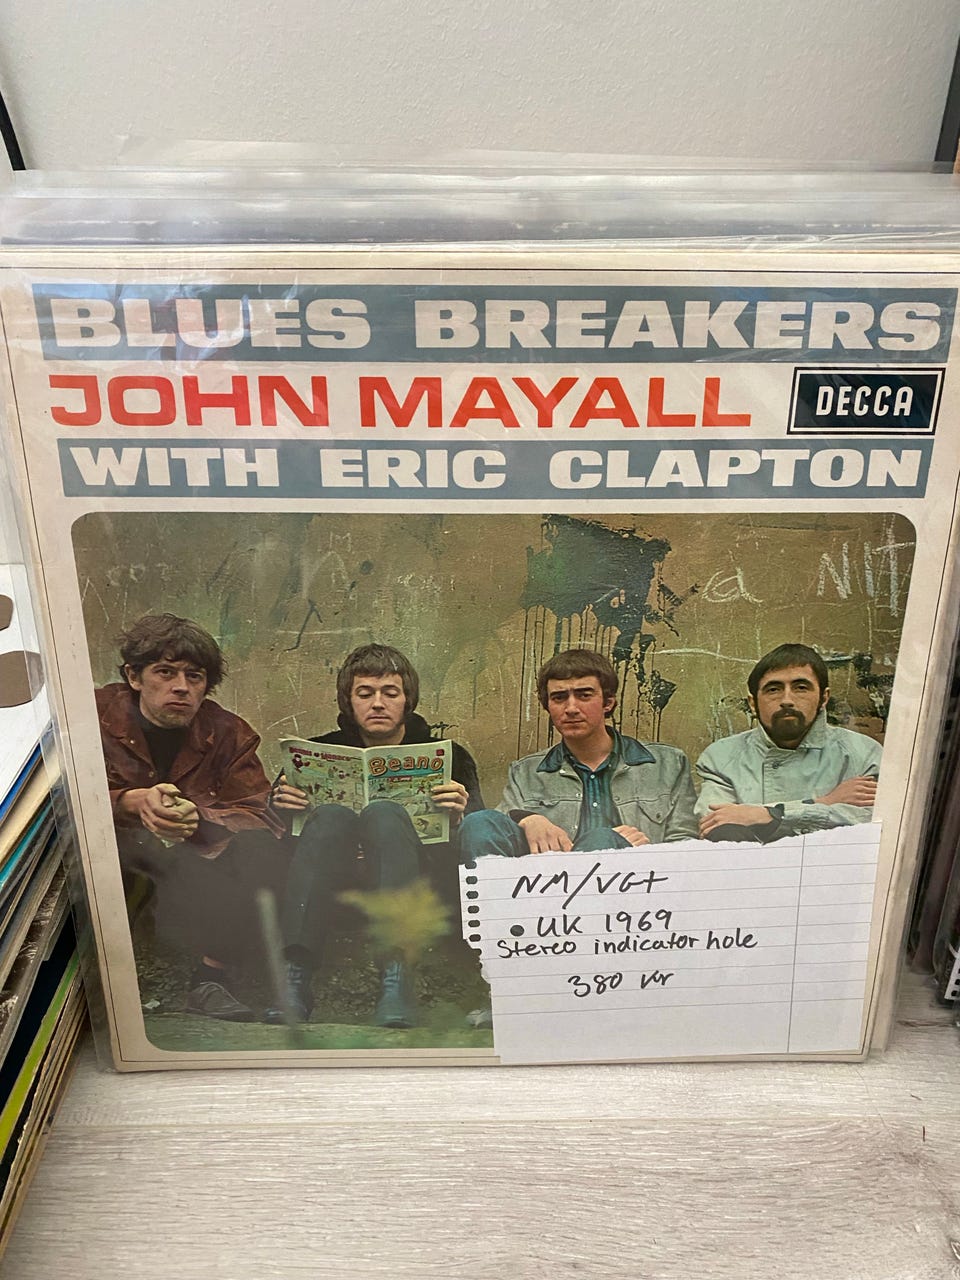 BLUES BREAKERS
JOHN MAYALL
DECCA
WITH ERIC CLAPTON
Beano
NM/VG+
• UK 1969
Stereo indicator hole
380 kr